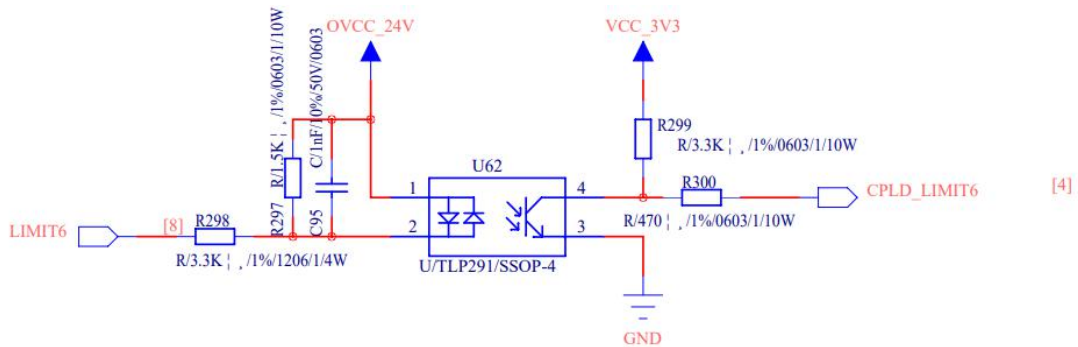 OVCC_24V
VCC_3V3
R/1.5K ¦ , /1%/0603/1/10W
R297
C/1nF/10%/50V/0603
C95
R299
R/3.3K ¦ , /1%/0603/1/10W
U62
1
4
R300
CPLD_LIMIT6
[4]
R/470 ¦ , /1%/0603/1/10W
LIMIT6
[8]
R298
2
3
R/3.3K ¦ , /1%/1206/1/4W
U/TLP291/SSOP-4
GND